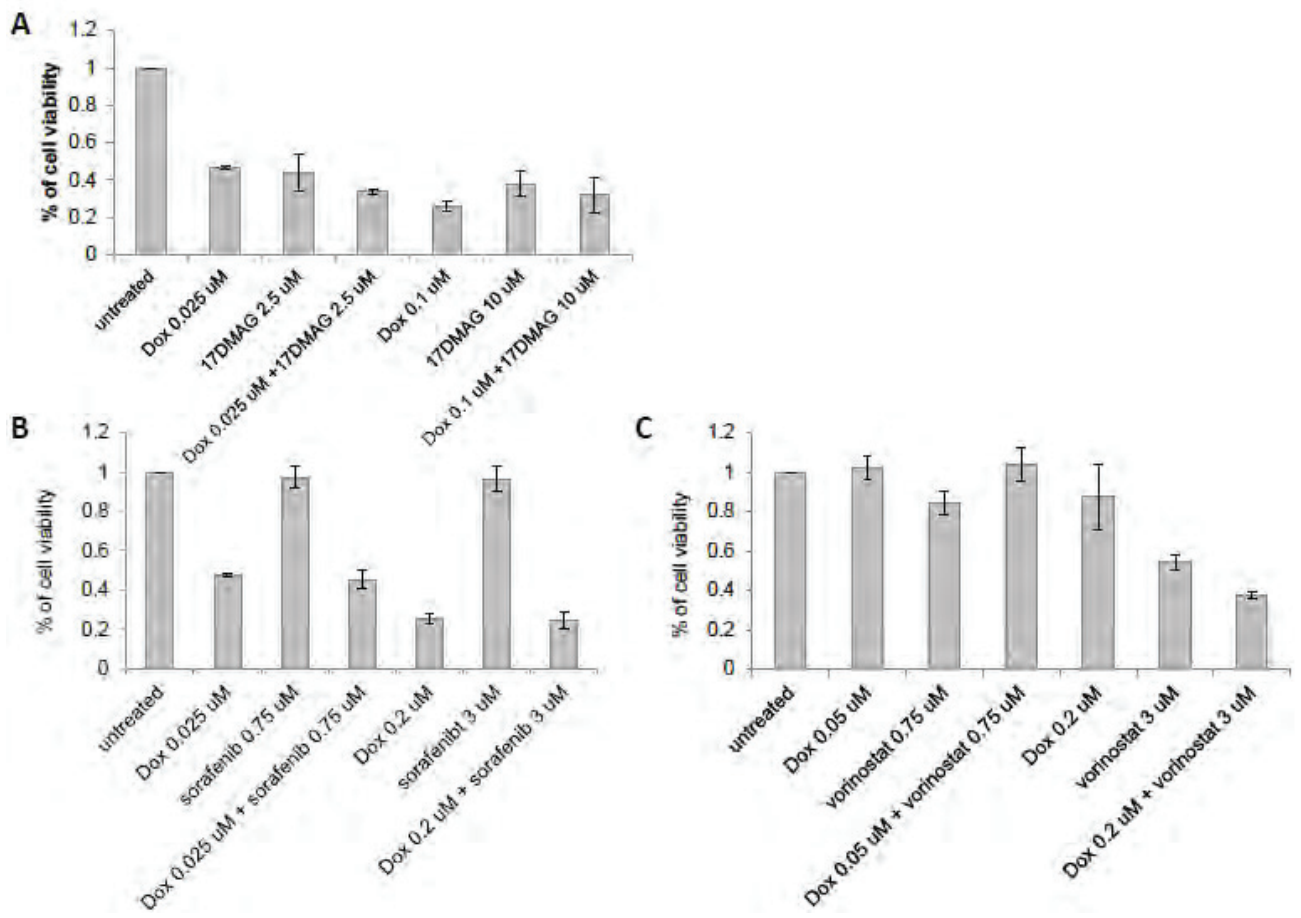 A
% of cell viability
1.2
1
0.8
0.6
0.4
0.2
0
untreated
Dox 0.025 uM
17DMAG 2.5 uM
Dox 0.025 uM +17DMAG 2.5 uM
Dox 0.1 uM
17DMAG 10 uM
Dox 0.1 uM +17DMAG 10 uM
B
% of cell viability
1.2
1
0.8
0.6
0.4
0.2
0
untreated
Dox 0.025 uM
sorafenib 0.75 uM
Dox 0.025 uM + sorafenib 0.75 uM
Dox 0.2 uM
sorafenibt 3 uM
Dox 0.2 uM + sorafenib 3 uM
C
% of cell viability
1.2
1
0.8
0.6
0.4
0.2
0
untreated
Dox 0.05 uM
vorinostat 0.75 uM
Dox 0.05 uM + vorinostat 0.75 uM
Dox 0.2 uM
vorinostat 3 uM
Dox 0.2 uM + vorinostat 3 uM